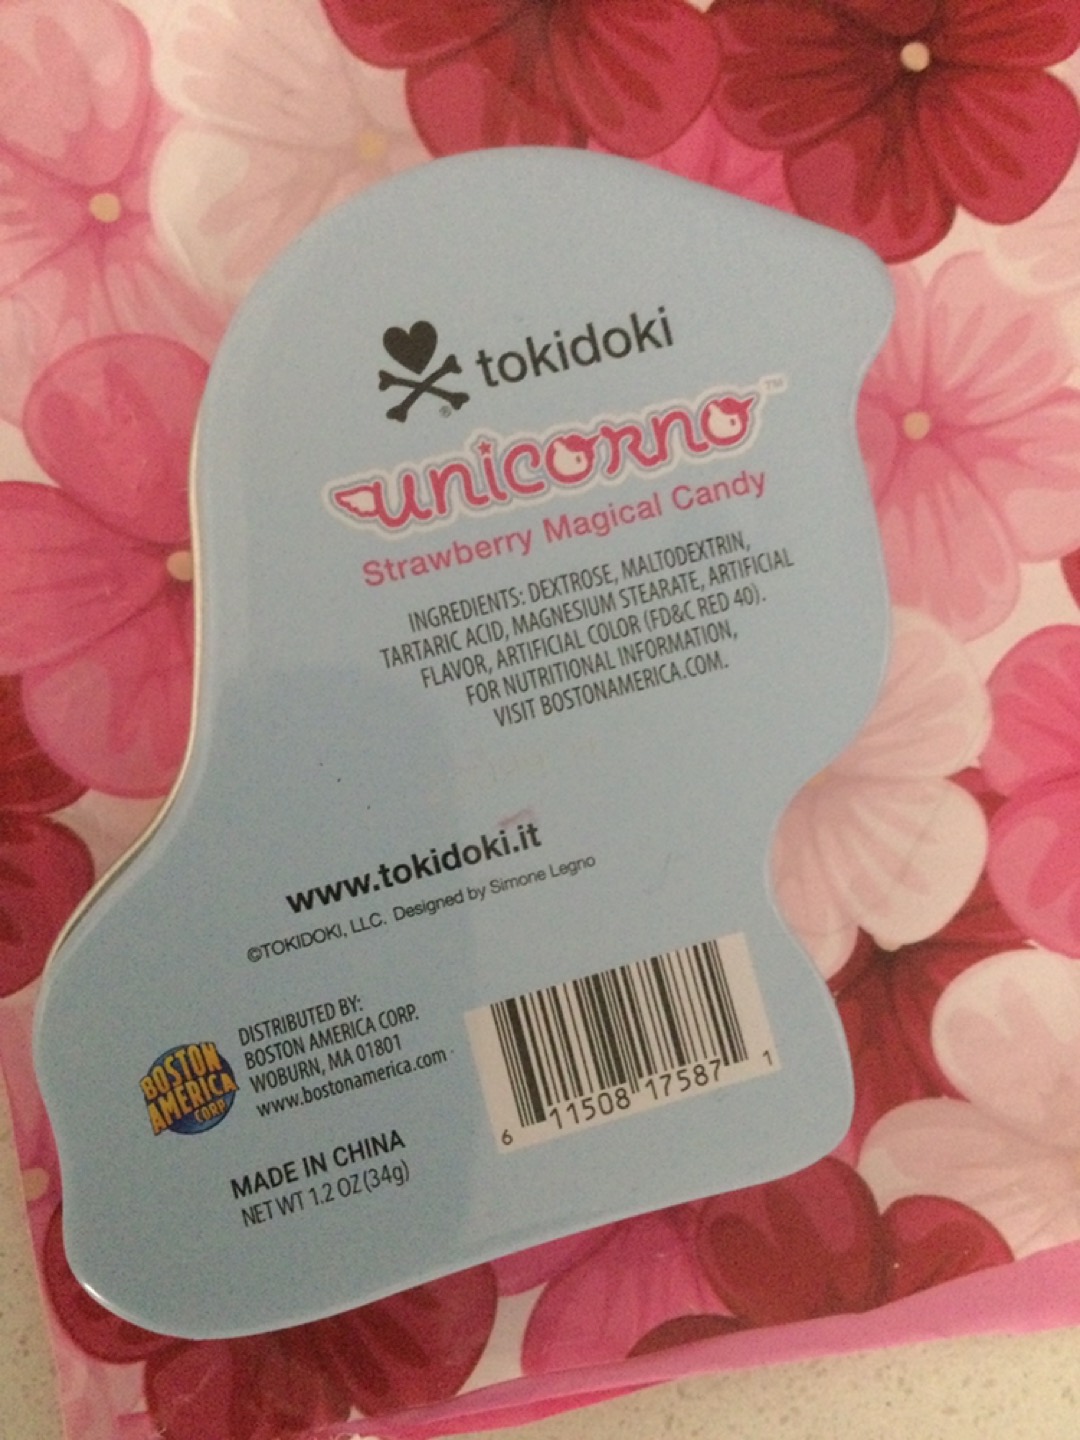 tokidoki
®
unicorno™
Strawberry Magical Candy
INGREDIENTS: DEXTROSE, MALTODEXTRIN,
TARTARIC ACID, MAGNESIUM STEARATE, ARTIFICIAL
FLAVOR, ARTIFICIAL COLOR (FD&C RED 40).
FOR NUTRITIONAL INFORMATION,
VISIT BOSTONAMERICA.COM.
www.tokidoki.it
©TOKIDOKI, LLC. Designed by Simone Legno
BOSTON
AMERICA
CORP
DISTRIBUTED BY:
BOSTON AMERICA CORP.
WOBURN, MA 01801
www.bostonamerica.com
MADE IN CHINA
NET WT 1.2 OZ (34g)
6 11508 17587 1